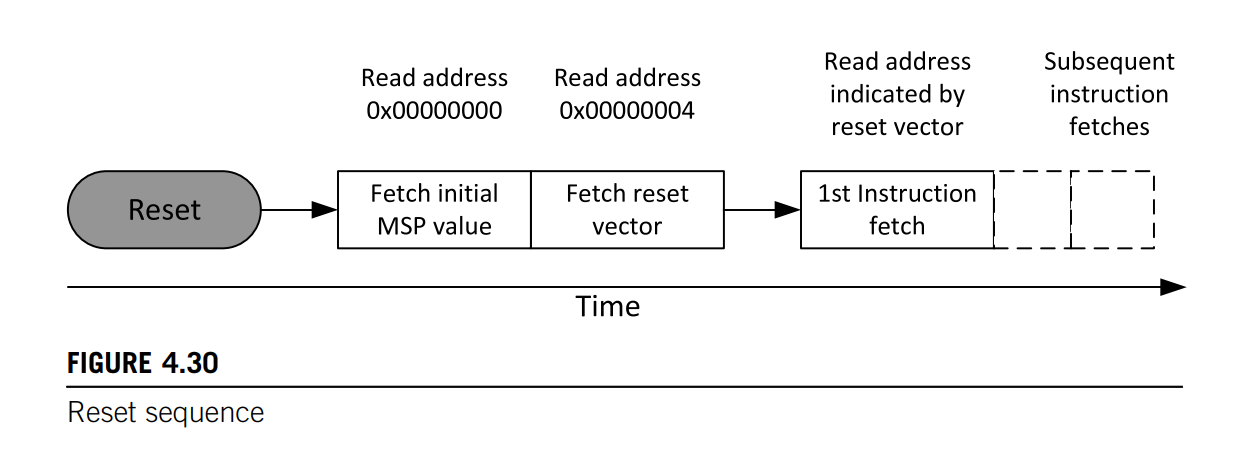 Read address
0x00000000
Read address
0x00000004
Read address
indicated by
reset vector
Subsequent
instruction
fetches
Reset
Fetch initial
MSP value
Fetch reset
vector
1st Instruction
fetch
Time
FIGURE 4.30
Reset sequence